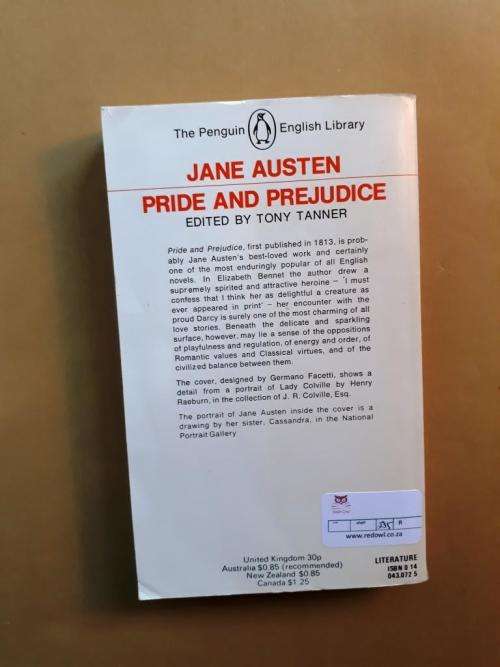 The Penguin English Library
JANE AUSTEN
PRIDE AND PREJUDICE
EDITED BY TONY TANNER
Pride and Prejudice, first published in 1813, is prob-
ably Jane Austen's best-loved work and certainly
one of the most enduringly popular of all English
novels. In Elizabeth Bennet the author drew a
supremely spirited and attractive heroine – 'I must
confess that I think her as delightful a creature as
ever appeared in print' – her encounter with the
proud Darcy is surely one of the most charming of all
love stories. Beneath the delicate and sparkling
surface, however, may lie a sense of the oppositions
of playfulness and regulation, of energy and order, of
Romantic values and Classical virtues, and of the
civilized balance between them.
The cover, designed by Germano Facetti, shows a
detail from a portrait of Lady Colville by Henry
Raeburn, in the collection of J. R. Colville, Esq.
The portrait of Jane Austen inside the cover is a
drawing by her sister, Cassandra, in the National
Portrait Gallery
R
www.redowl.co.za
United Kingdom 30p
Australia $0.85 (recommended)
New Zealand $0.85
Canada $1.25
LITERATURE
ISBN 0 14
043.072 5